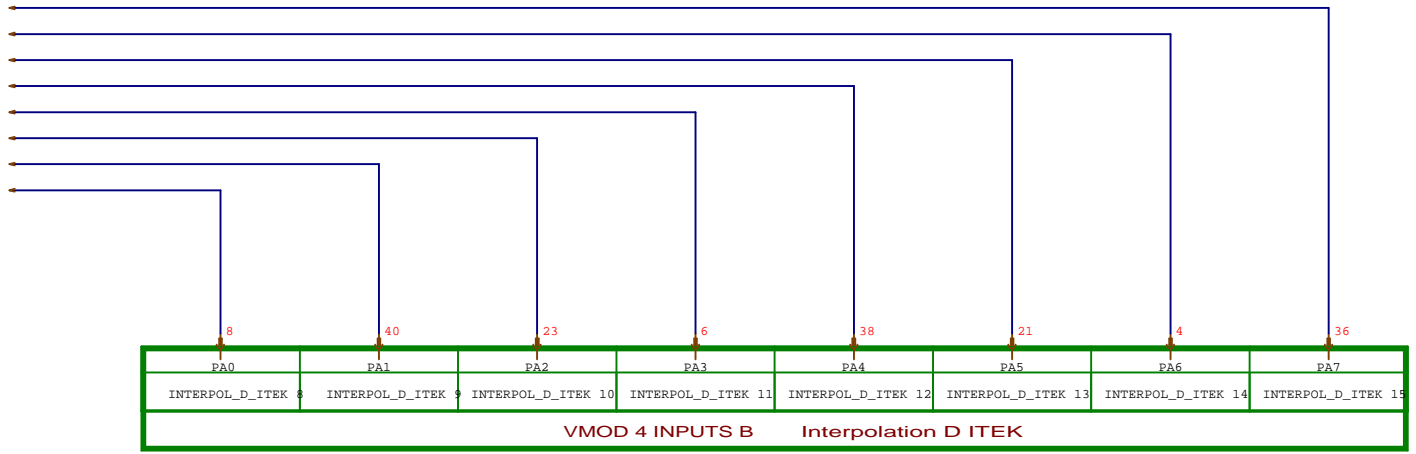 8 40 23 6 38 21 4 36
PA0 PA1 PA2 PA3 PA4 PA5 PA6 PA7
INTERPOL_D_ITEK 8 INTERPOL_D_ITEK 9 INTERPOL_D_ITEK 10 INTERPOL_D_ITEK 11 INTERPOL_D_ITEK 12 INTERPOL_D_ITEK 13 INTERPOL_D_ITEK 14 INTERPOL_D_ITEK 15
VMOD 4 INPUTS B Interpolation D ITEK